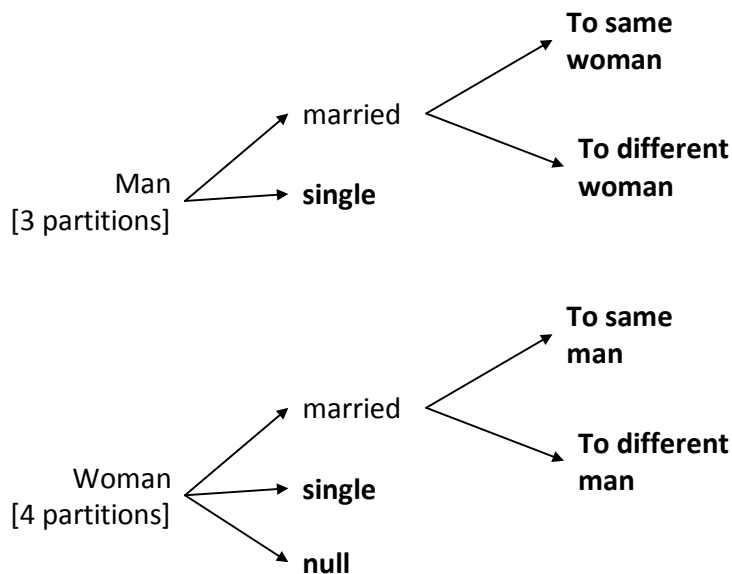 To same
woman
married
To different
woman
Man
[3 partitions]
single
To same
man
married
To different
man
Woman
[4 partitions]
single
null